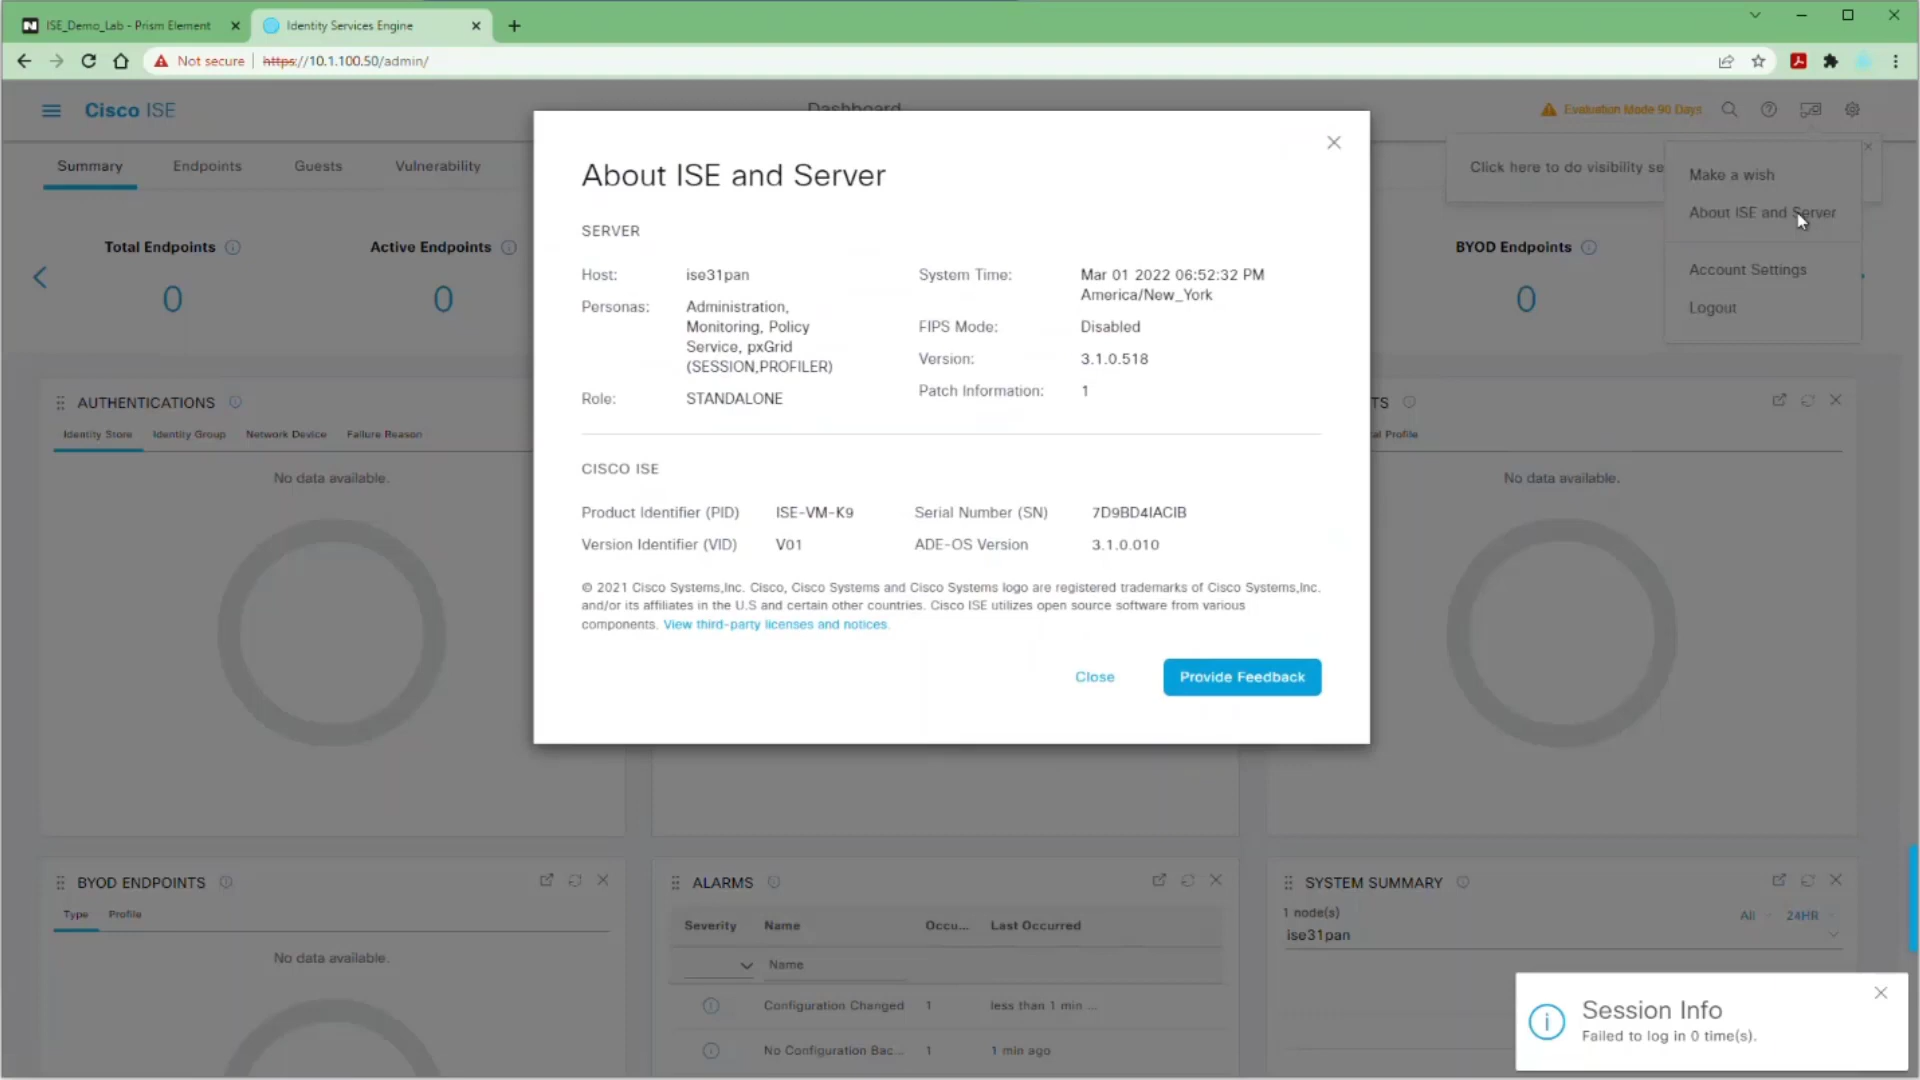 ISE_Demo_Lab - Prism Element
Identity Services Engine
Not secure
https://10.1.100.50/admin/
Cisco ISE
Dashboard
Evaluation Mode 90 Days
Summary
Endpoints
Guests
Vulnerability
Click here to do visibility se
Make a wish
About ISE and Server
Account Settings
Logout
Total Endpoints
0
Active Endpoints
0
BYOD Endpoints
0
About ISE and Server
SERVER
Host: ise31pan
Personas: Administration,
Monitoring, Policy
Service, pxGrid
(SESSION,PROFILER)
Role: STANDALONE
System Time: Mar 01 2022 06:52:32 PM
America/New_York
FIPS Mode: Disabled
Version: 3.1.0.518
Patch Information: 1
CISCO ISE
Product Identifier (PID) ISE-VM-K9
Serial Number (SN) 7D9BD4IACIB
Version Identifier (VID) V01
ADE-OS Version 3.1.0.010
© 2021 Cisco Systems,Inc. Cisco, Cisco Systems and Cisco Systems logo are registered trademarks of Cisco Systems,Inc.
and/or its affiliates in the U.S and certain other countries. Cisco ISE utilizes open source software from various
components. View third-party licenses and notices.
Close
Provide Feedback
AUTHENTICATIONS
Identity Store
Identity Group
Network Device
Failure Reason
No data available.
TS
al Profile
No data available.
BYOD ENDPOINTS
Type
Profile
No data available.
ALARMS
Severity Name Occu... Last Occurred
Name
Configuration Changed 1 less than 1 min ...
No Configuration Bac... 1 1 min ago
SYSTEM SUMMARY
1 node(s)
All
24HR
ise31pan
Session Info
Failed to log in 0 time(s).